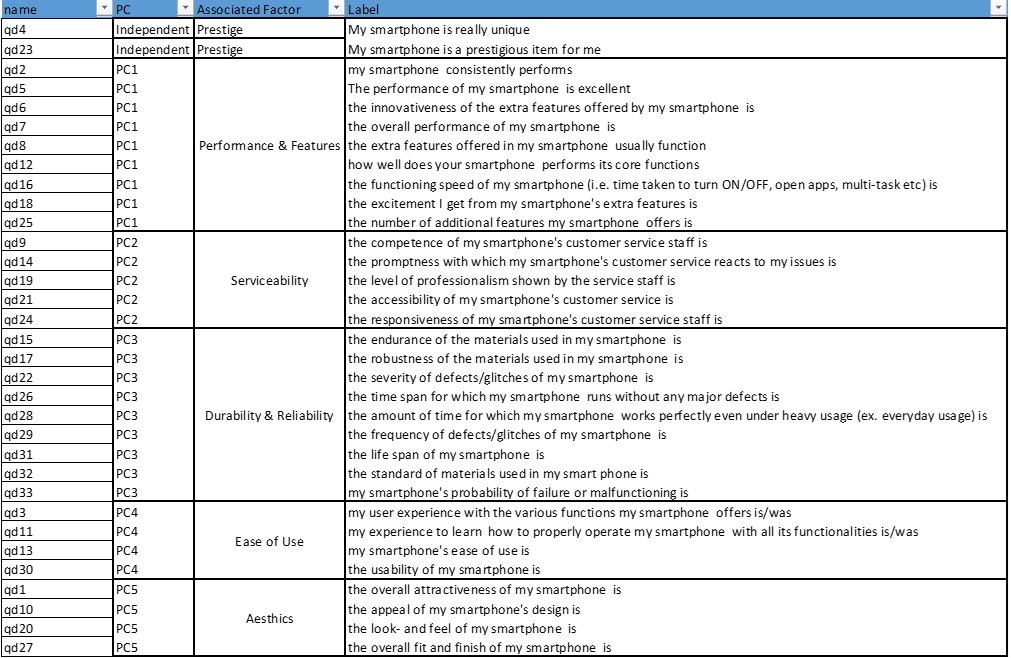 name PC Associated Factor Label
qd4 Independent Prestige My smartphone is really unique
qd23 Independent Prestige My smartphone is a prestigious item for me
qd2 PC1 my smartphone consistently performs
qd5 PC1 The performance of my smartphone is excellent
qd6 PC1 the innovativeness of the extra features offered by my smartphone is
qd7 PC1 the overall performance of my smartphone is
qd8 PC1 Performance & Features the extra features offered in my smartphone usually function
qd12 PC1 how well does your smartphone performs its core functions
qd16 PC1 the functioning speed of my smartphone (i.e. time taken to turn ON/OFF, open apps, multi-task etc) is
qd18 PC1 the excitement I get from my smartphone's extra features is
qd25 PC1 the number of additional features my smartphone offers is
qd9 PC2 the competence of my smartphone's customer service staff is
qd14 PC2 the promptness with which my smartphone's customer service reacts to my issues is
qd19 PC2 Serviceability the level of professionalism shown by the service staff is
qd21 PC2 the accessibility of my smartphone's customer service is
qd24 PC2 the responsiveness of my smartphone's customer service staff is
qd15 PC3 the endurance of the materials used in my smartphone is
qd17 PC3 the robustness of the materials used in my smartphone is
qd22 PC3 the severity of defects/glitches of my smartphone is
qd26 PC3 the time span for which my smartphone runs without any major defects is
qd28 PC3 Durability & Reliability the amount of time for which my smartphone works perfectly even under heavy usage (ex. everyday usage) is
qd29 PC3 the frequency of defects/glitches of my smartphone is
qd31 PC3 the life span of my smartphone is
qd32 PC3 the standard of materials used in my smart phone is
qd33 PC3 my smartphone's probability of failure or malfunctioning is
qd3 PC4 my user experience with the various functions my smartphone offers is/was
qd11 PC4 Ease of Use my experience to learn how to properly operate my smartphone with all its functionalities is/was
qd13 PC4 my smartphone's ease of use is
qd30 PC4 the usability of my smartphone is
qd1 PC5 the overall attractiveness of my smartphone is
qd10 PC5 Aesthics the appeal of my smartphone's design is
qd20 PC5 the look- and feel of my smartphone is
qd27 PC5 the overall fit and finish of my smartphone is